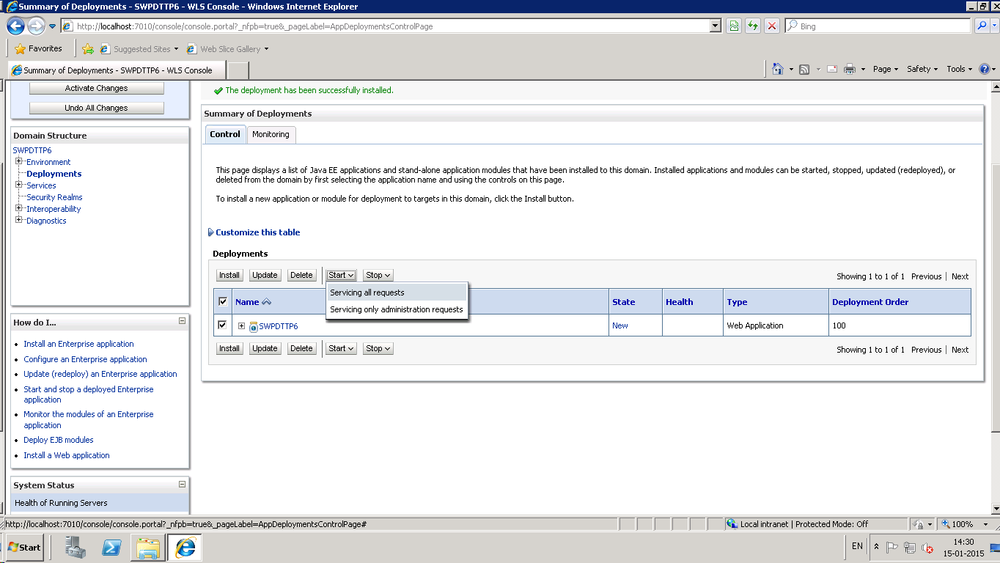 Summary of Deployments - SWPDTTP6 - WLS Console - Windows Internet Explorer
http://localhost:7010/console/console.portal?_nfpb=true&_pageLabel=AppDeploymentsControlPage
Bing
Favorites
Suggested Sites
Web Slice Gallery
Summary of Deployments - SWPDTTP6 - WLS Console
Page
Safety
Tools
Activate Changes
Undo All Changes
Domain Structure
SWPDTTP6
Environment
Deployments
Services
Security Realms
Interoperability
Diagnostics
How do I...
Install an Enterprise application
Configure an Enterprise application
Update (redeploy) an Enterprise application
Start and stop a deployed Enterprise
application
Monitor the modules of an Enterprise
application
Deploy EJB modules
Install a Web application
System Status
Health of Running Servers
The deployment has been successfully installed.
Summary of Deployments
Control
Monitoring
This page displays a list of Java EE applications and stand-alone application modules that have been installed to this domain. Installed applications and modules can be started, stopped, updated (redeployed), or
deleted from the domain by first selecting the application name and using the controls on this page.
To install a new application or module for deployment to targets in this domain, click the Install button.
Customize this table
Deployments
Install Update Delete Start Stop Showing 1 to 1 of 1 Previous | Next
Servicing all requests
Servicing only administration requests
Name State Health Type Deployment Order
SWPDTTP6 New Web Application 100
Install Update Delete Start Stop Showing 1 to 1 of 1 Previous | Next
http://localhost:7010/console/console.portal?_nfpb=true&_pageLabel=AppDeploymentsControlPage#
Local intranet | Protected Mode: Off
100%
Start
EN
14:30
15-01-2015